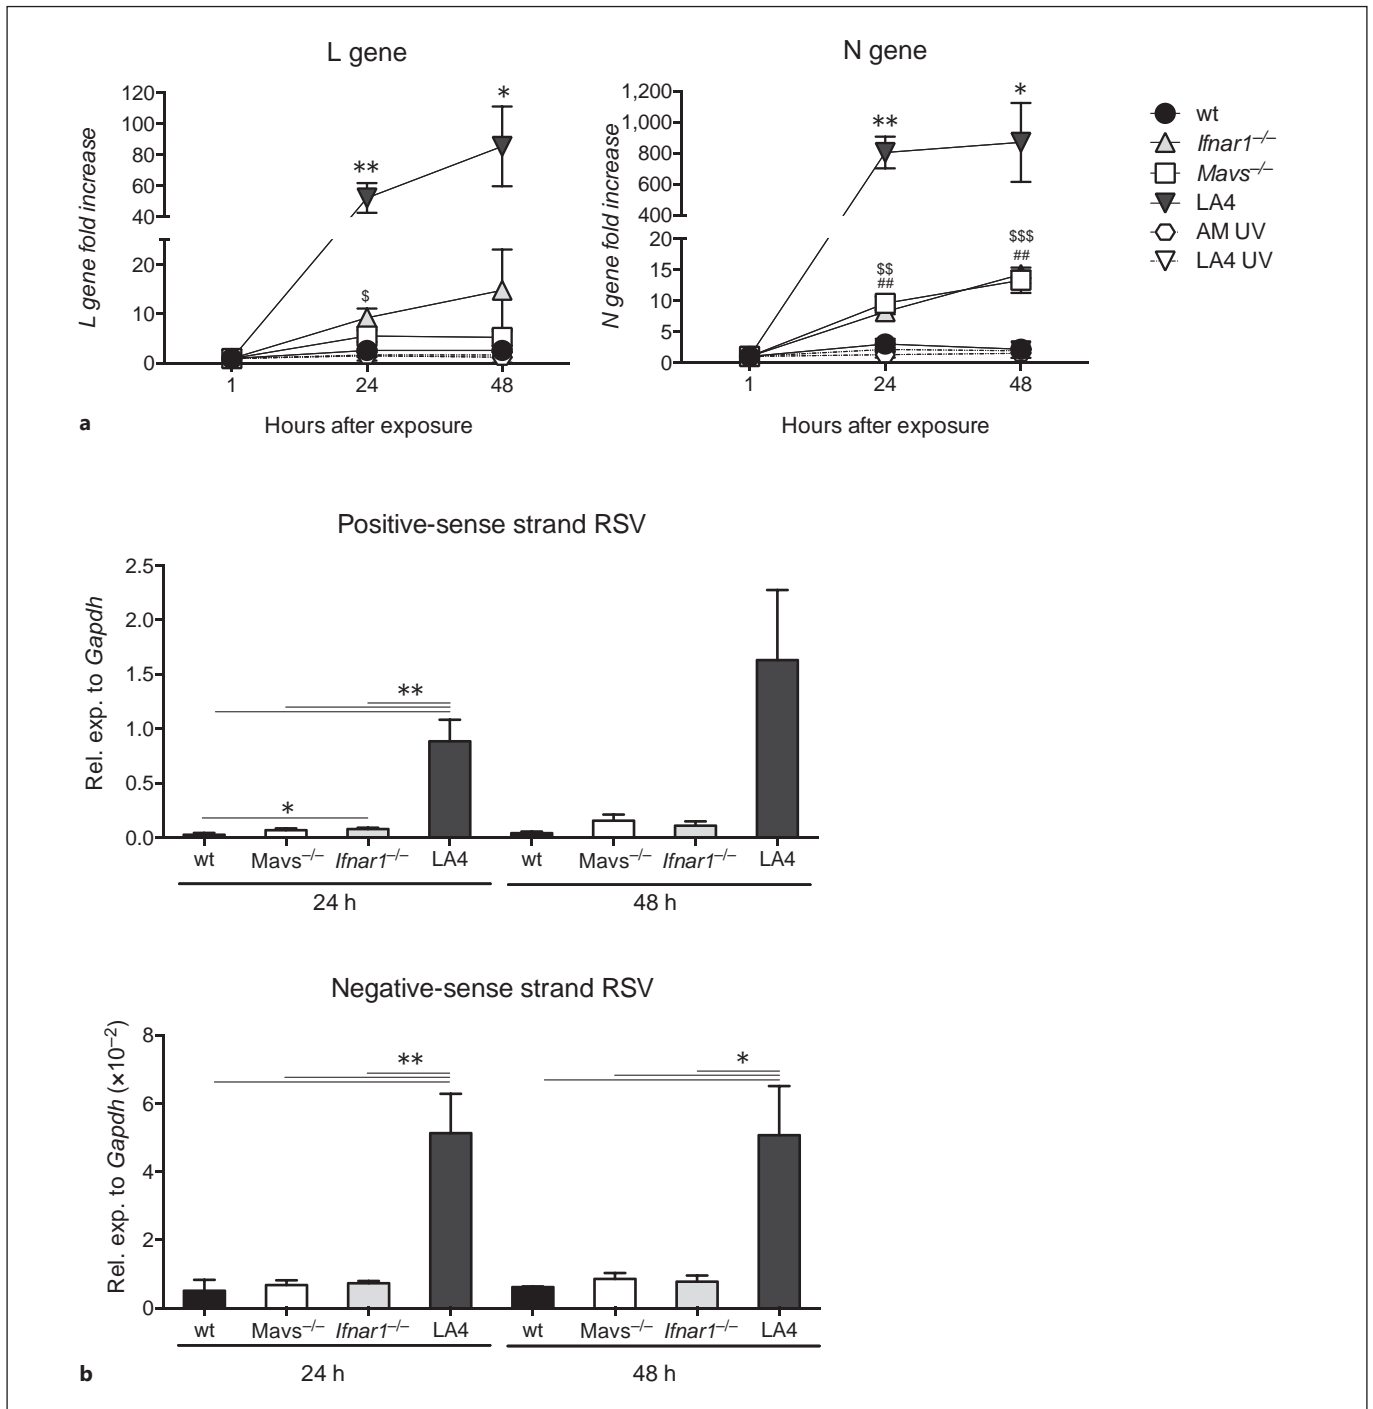 L gene
120
100
80
60
40
20
10
0
L gene fold increase
**
*
$
1 24 48
Hours after exposure
N gene
1,200
1,000
800
600
400
20
15
10
5
0
N gene fold increase
**
*
$$
##
$$$
##
1 24 48
Hours after exposure
wt
Ifnar1–/–
Mavs–/–
LA4
AM UV
LA4 UV
a
Positive-sense strand RSV
2.5
2.0
1.5
1.0
0.5
0.0
Rel. exp. to Gapdh
**
*
wt Mavs–/– Ifnar1–/– LA4 wt Mavs–/– Ifnar1–/– LA4
24 h 48 h
Negative-sense strand RSV
8
6
4
2
0
Rel. exp. to Gapdh (×10–2)
**
*
wt Mavs–/– Ifnar1–/– LA4 wt Mavs–/– Ifnar1–/– LA4
24 h 48 h
b